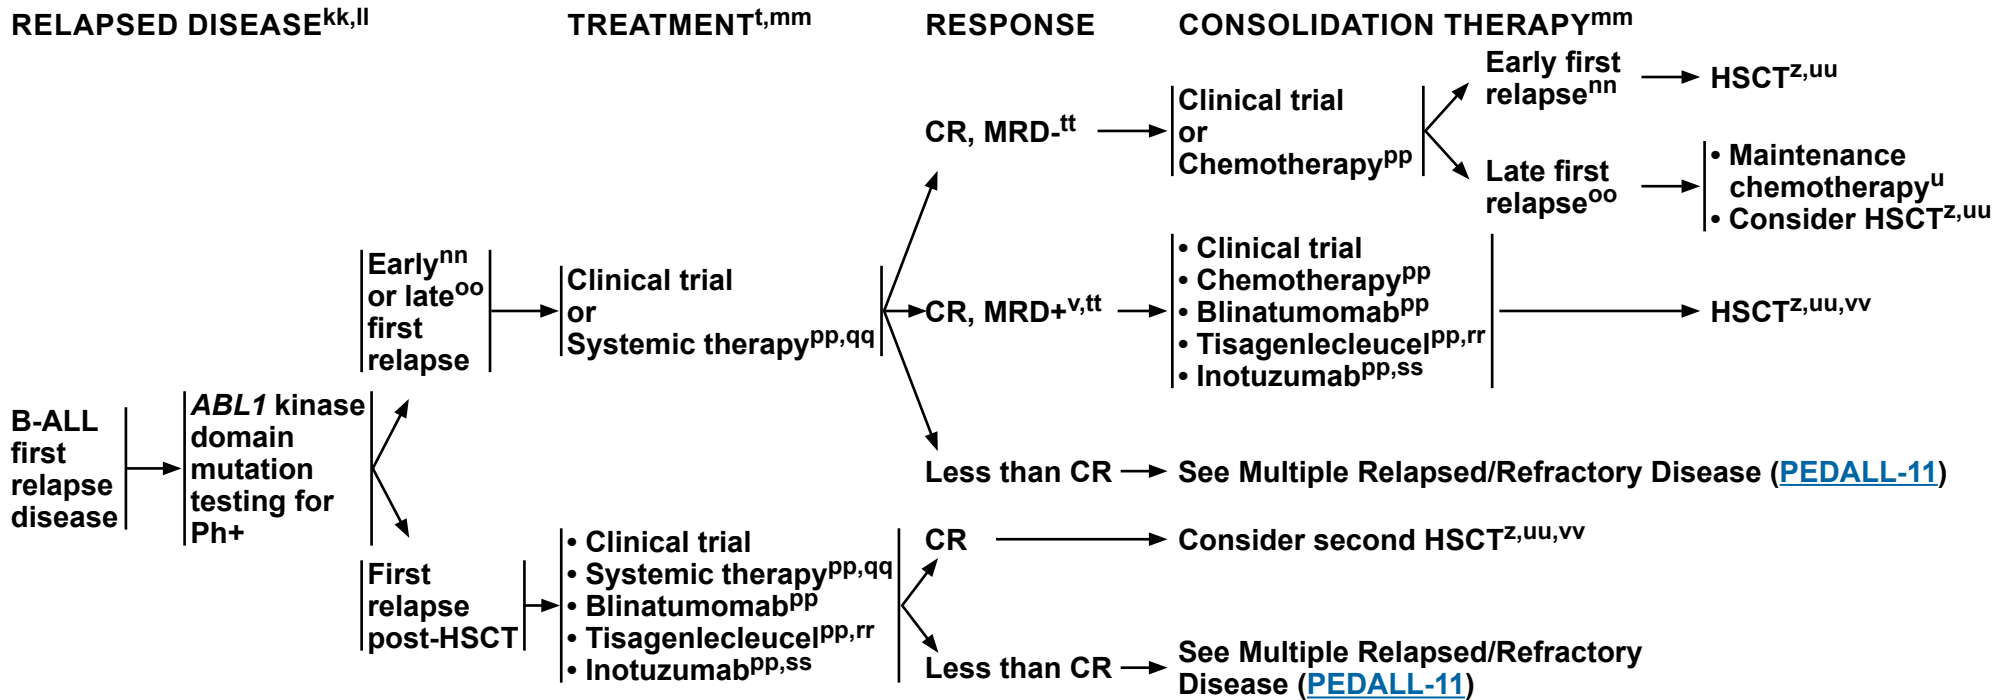 RELAPSED DISEASEkk,ll
TREATMENTt,mm
RESPONSE
CONSOLIDATION THERAPYmm
B-ALL
first
relapse
disease
ABL1 kinase
domain
mutation
testing for
Ph+
Earlynn
or lateoo
first
relapse
Clinical trial
or
Systemic therapypp,qq
CR, MRD-tt
Clinical trial
or
Chemotherapypp
Early first
relapsenn
HSCTz,uu
Late first
relapseoo
• Maintenance
chemotherapyu
• Consider HSCTz,uu
CR, MRD+v,tt
• Clinical trial
• Chemotherapypp
• Blinatumomabpp
• Tisagenlecleucelpp,rr
• Inotuzumabpp,ss
HSCTz,uu,vv
Less than CR
See Multiple Relapsed/Refractory Disease (PEDALL-11)
First
relapse
post-HSCT
• Clinical trial
• Systemic therapypp,qq
• Blinatumomabpp
• Tisagenlecleucelpp,rr
• Inotuzumabpp,ss
CR
Consider second HSCTz,uu,vv
Less than CR
See Multiple Relapsed/Refractory
Disease (PEDALL-11)